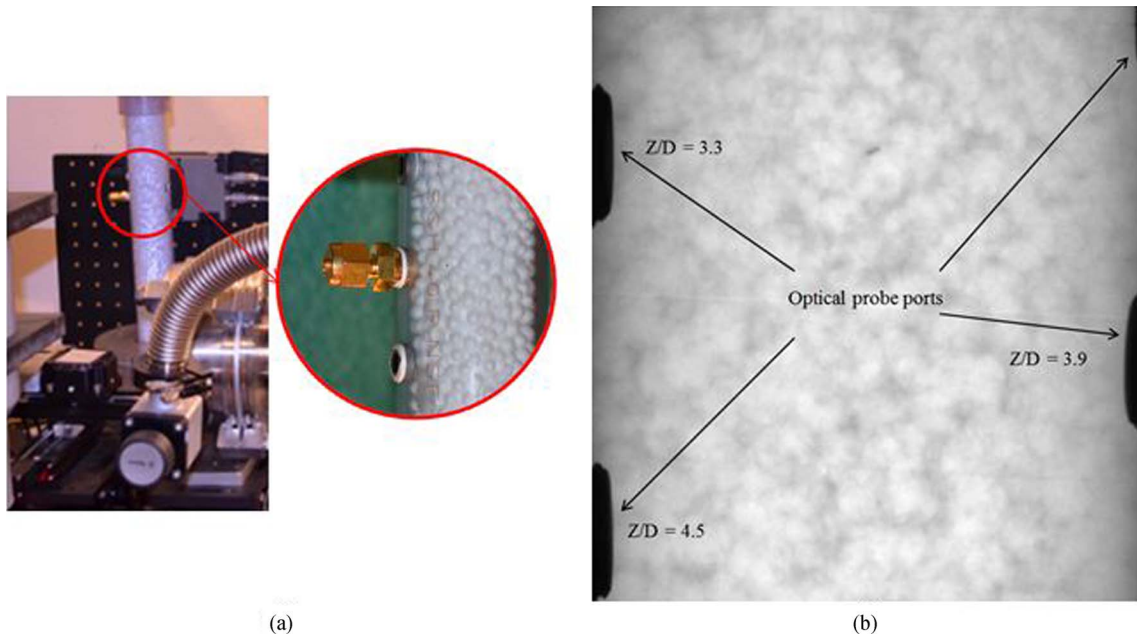 Z/D = 3.3
Optical probe ports
Z/D = 3.9
Z/D = 4.5
(a)
(b)